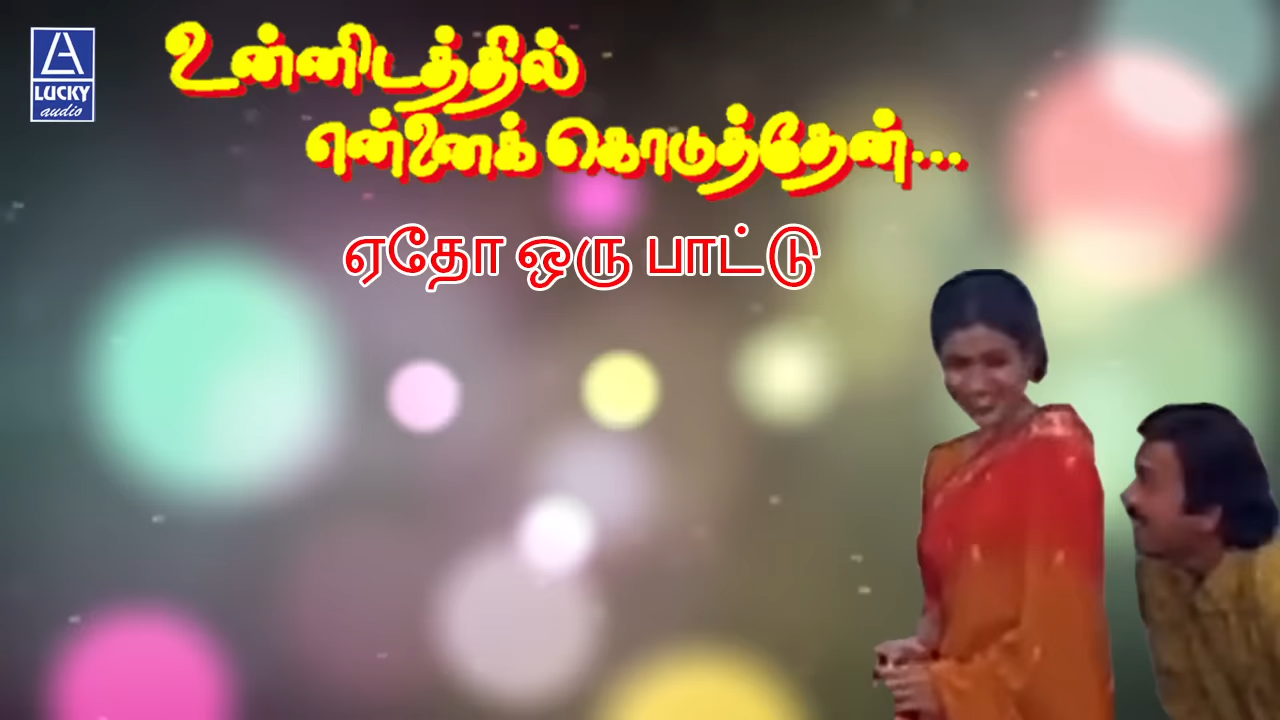 LUCKY
audio
உன்னிடத்தில்
என்னைக் கொடுத்தேன்...
ஏதோ ஒரு பாட்டு